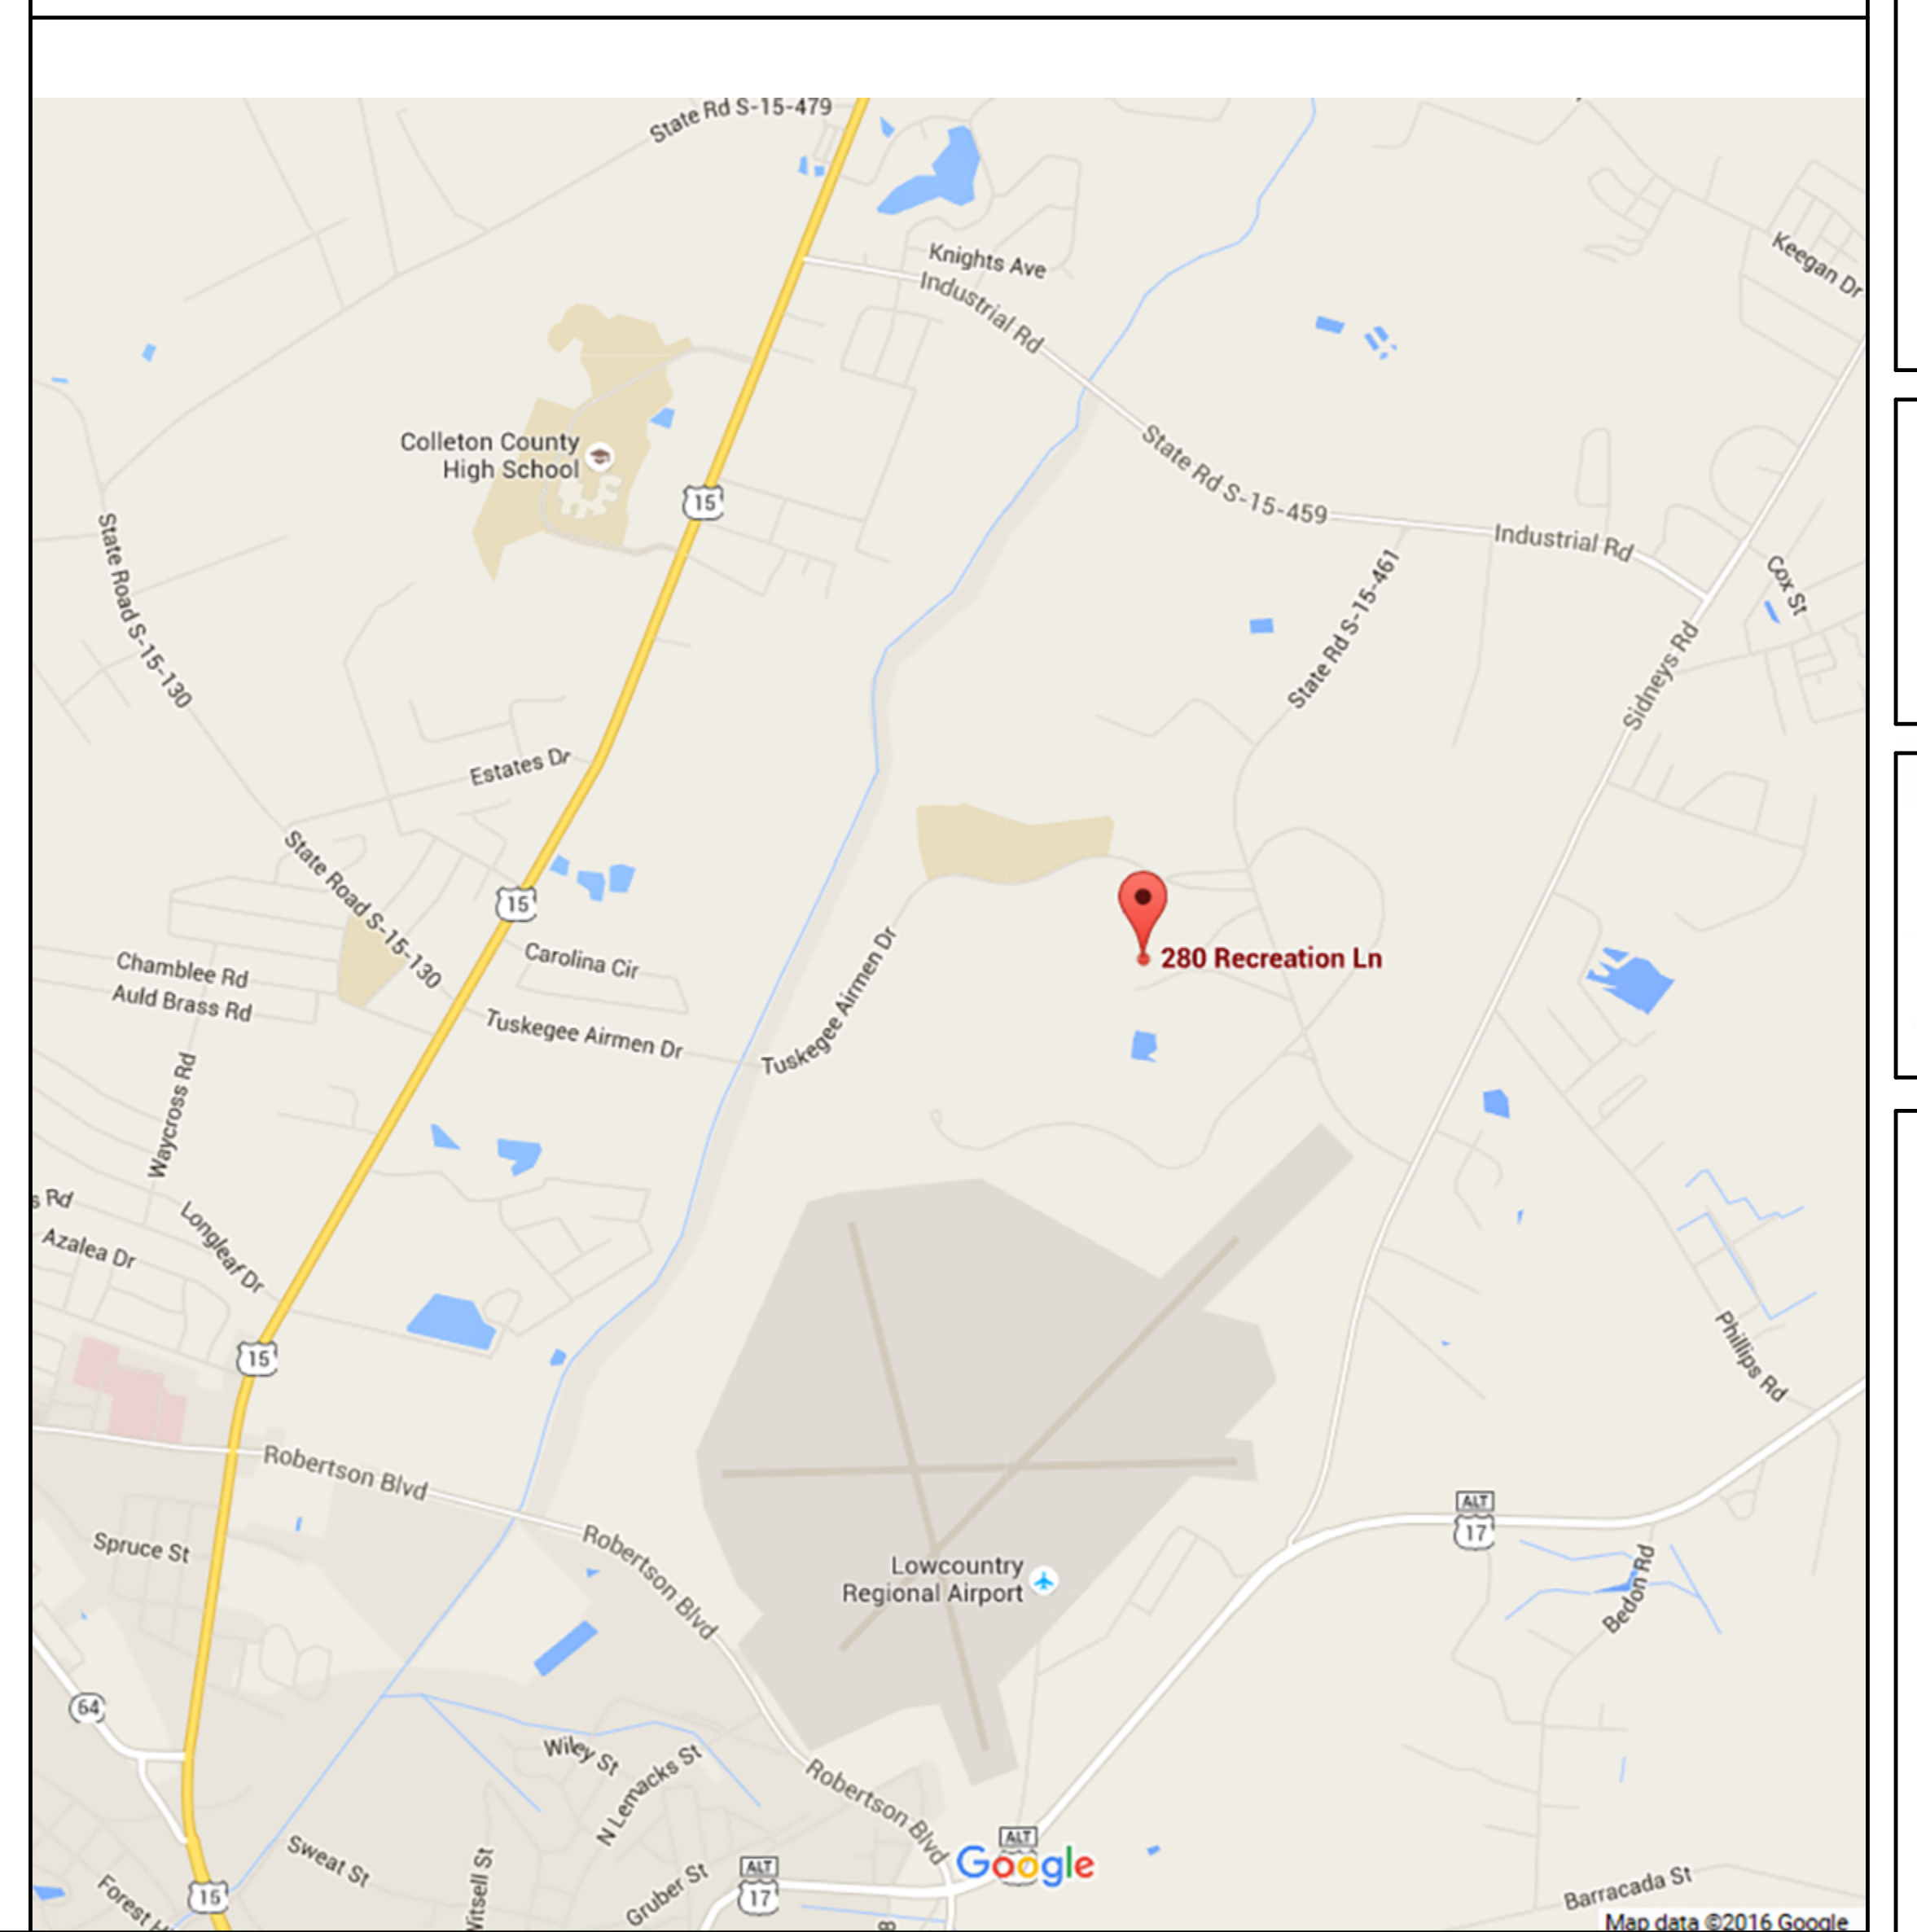 State Rd S-15-479
Knights Ave
Industrial Rd
Keegan Dr
Colleton County
High School
15
State Rd S-15-459
Industrial Rd
Cox St
State Road S-15-130
State Rd S-15-461
Sidneys Rd
Estates Dr
State Road S-15-130
15
Carolina Cir
Chamblee Rd
Auld Brass Rd
280 Recreation Ln
Tuskegee Airmen Dr
Tuskegee Airmen Dr
Waycross Rd
s Rd
Longleaf Dr
Azalea Dr
15
Phillips Rd
Robertson Blvd
ALT
17
Spruce St
Robertson Blvd
Lowcountry
Regional Airport
Bedon Rd
64
Wiley St
N Lemacks St
Robertson Blvd
ALT
Google
Sweat St
ALT
17
15
Forest H
Witsell St
Gruber St
Barracada St
Map data ©2016 Google